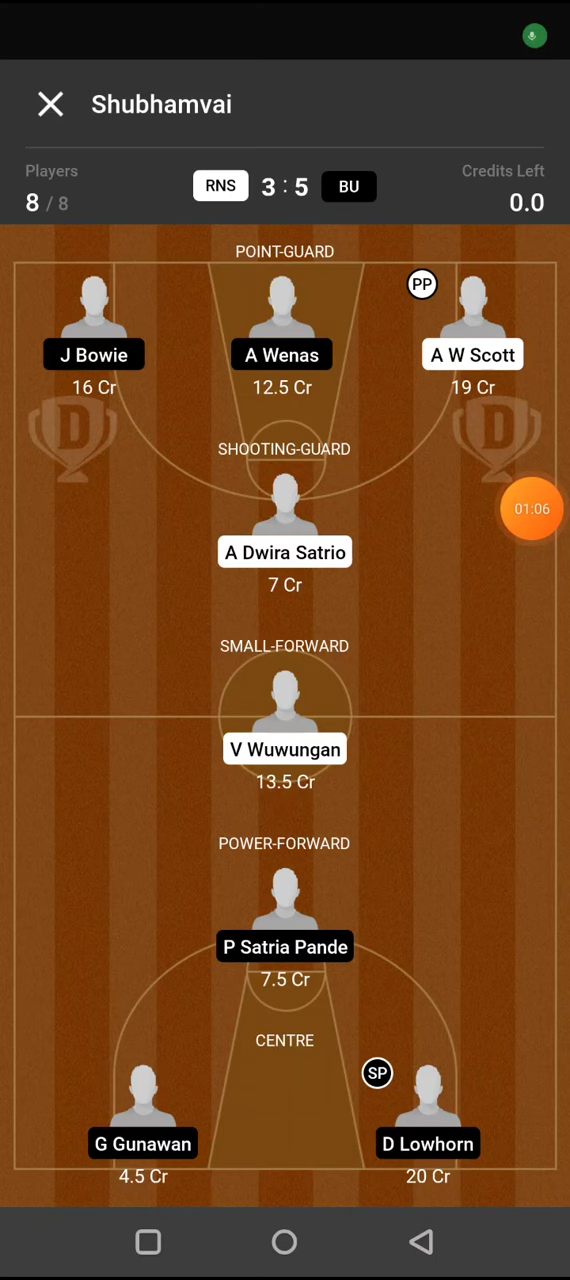 Shubhamvai
Players
Credits Left
8 / 8
RNS 3 : 5 BU
0.0
POINT-GUARD
PP
J Bowie
A Wenas
A W Scott
16 Cr
12.5 Cr
19 Cr
D
D
SHOOTING-GUARD
01:06
A Dwira Satrio
7 Cr
SMALL-FORWARD
V Wuwungan
13.5 Cr
POWER-FORWARD
P Satria Pande
7.5 Cr
CENTRE
SP
G Gunawan
D Lowhorn
4.5 Cr
20 Cr